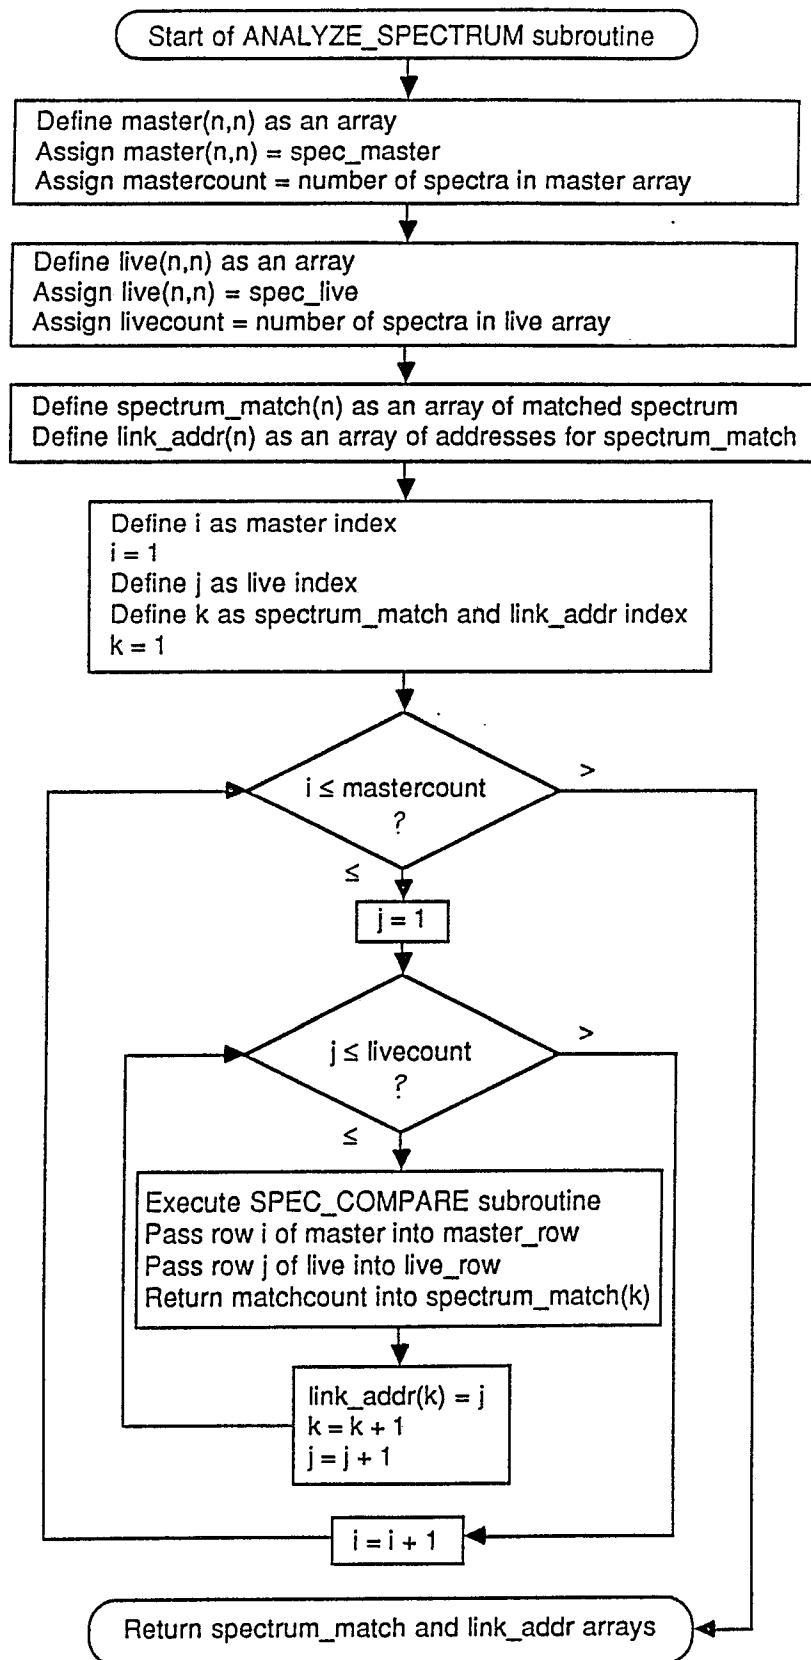 Start of ANALYZE_SPECTRUM subroutine
Define master(n,n) as an array
Assign master(n,n) = spec_master
Assign mastercount = number of spectra in master array
Define live(n,n) as an array
Assign live(n,n) = spec_live
Assign livecount = number of spectra in live array
Define spectrum_match(n) as an array of matched spectrum
Define link_addr(n) as an array of addresses for spectrum_match
Define i as master index
i = 1
Define j as live index
Define k as spectrum_match and link_addr index
k = 1
i ≤ mastercount
?
>
≤
j = 1
j ≤ livecount
?
>
≤
Execute SPEC_COMPARE subroutine
Pass row i of master into master_row
Pass row j of live into live_row
Return matchcount into spectrum_match(k)
link_addr(k) = j
k = k + 1
j = j + 1
i = i + 1
Return spectrum_match and link_addr arrays